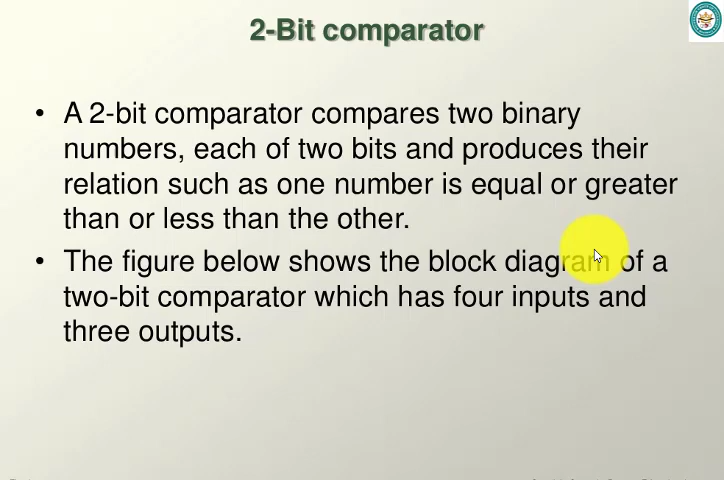 2-Bit comparator
• A 2-bit comparator compares two binary
numbers, each of two bits and produces their
relation such as one number is equal or greater
than or less than the other.
• The figure below shows the block diagram of a
two-bit comparator which has four inputs and
three outputs.